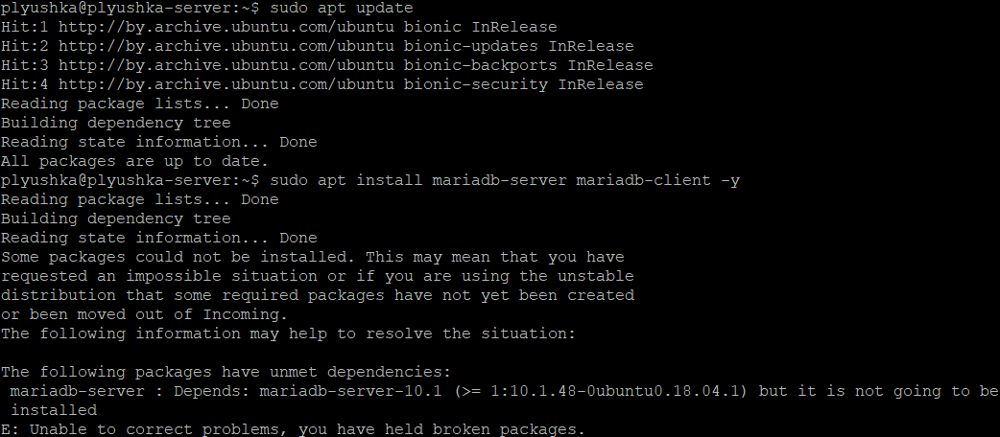 plyushka@plyushka-server:~$ sudo apt update
Hit:1 http://by.archive.ubuntu.com/ubuntu bionic InRelease
Hit:2 http://by.archive.ubuntu.com/ubuntu bionic-updates InRelease
Hit:3 http://by.archive.ubuntu.com/ubuntu bionic-backports InRelease
Hit:4 http://by.archive.ubuntu.com/ubuntu bionic-security InRelease
Reading package lists... Done
Building dependency tree
Reading state information... Done
All packages are up to date.
plyushka@plyushka-server:~$ sudo apt install mariadb-server mariadb-client -y
Reading package lists... Done
Building dependency tree
Reading state information... Done
Some packages could not be installed. This may mean that you have
requested an impossible situation or if you are using the unstable
distribution that some required packages have not yet been created
or been moved out of Incoming.
The following information may help to resolve the situation:

The following packages have unmet dependencies:
 mariadb-server : Depends: mariadb-server-10.1 (>= 1:10.1.48-0ubuntu0.18.04.1) but it is not going to be
 installed
E: Unable to correct problems, you have held broken packages.